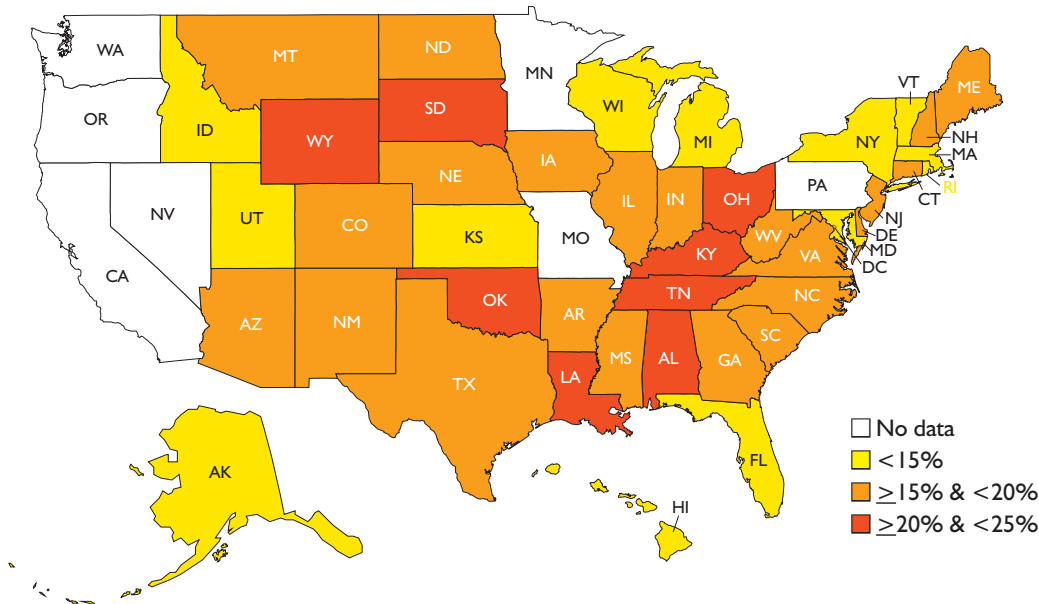 WA
MT
ND
MN
VT
ME
OR
ID
WY
SD
WI
MI
NY
NH
MA
NV
UT
CO
NE
IA
IL
IN
OH
PA
RI
CT
NJ
CA
KS
MO
KY
WV
VA
DE
MD
DC
AZ
NM
OK
AR
TN
NC
TX
LA
MS
AL
GA
SC
FL
AK
HI
No data
<15%
≥15% & <20%
≥20% & <25%